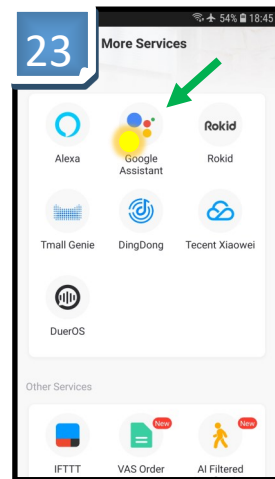 23
54% 18:45
More Services
Rokid
Alexa
Google Assistant
Rokid
Tmall Genie
DingDong
Tecent Xiaowei
DuerOS
Other Services
New
New
IFTTT
VAS Order
AI Filtered